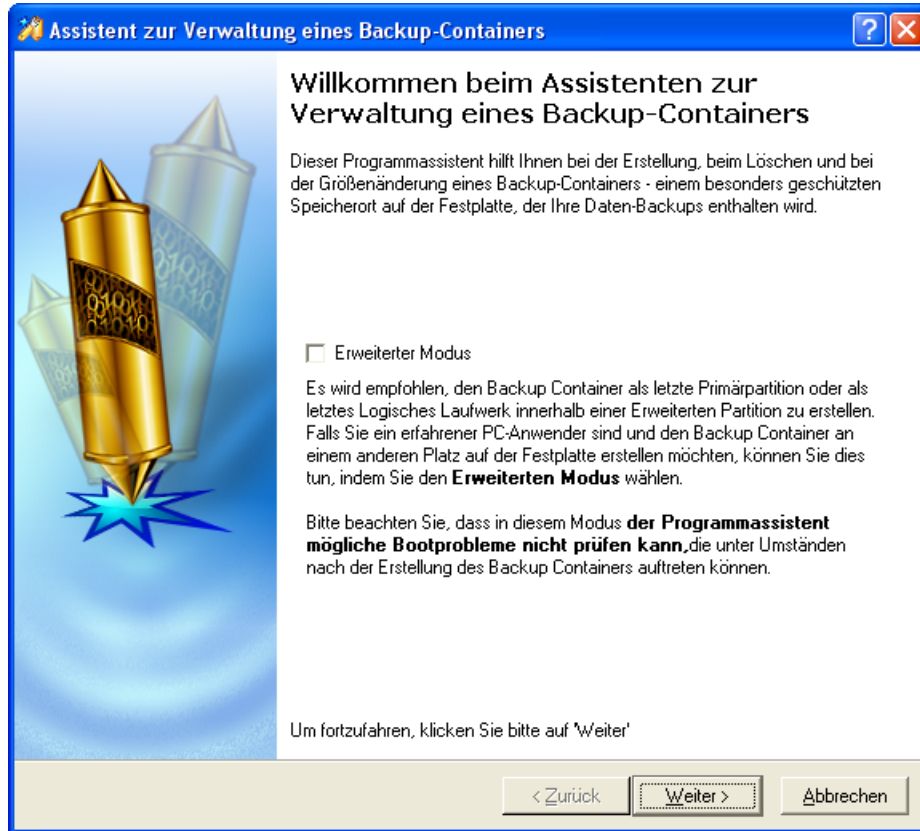 Assistent zur Verwaltung eines Backup-Containers
Willkommen beim Assistenten zur
Verwaltung eines Backup-Containers
Dieser Programmassistent hilft Ihnen bei der Erstellung, beim Löschen und bei
der Größenänderung eines Backup-Containers - einem besonders geschützten
Speicherort auf der Festplatte, der Ihre Daten-Backups enthalten wird.
Erweiterter Modus
Es wird empfohlen, den Backup Container als letzte Primärpartition oder als
letztes Logisches Laufwerk innerhalb einer Erweiterten Partition zu erstellen.
Falls Sie ein erfahrener PC-Anwender sind und den Backup Container an
einem anderen Platz auf der Festplatte erstellen möchten, können Sie dies
tun, indem Sie den Erweiterten Modus wählen.
Bitte beachten Sie, dass in diesem Modus der Programmassistent
mögliche Bootprobleme nicht prüfen kann,die unter Umständen
nach der Erstellung des Backup Containers auftreten können.
Um fortzufahren, klicken Sie bitte auf 'Weiter'
< Zurück Weiter > Abbrechen